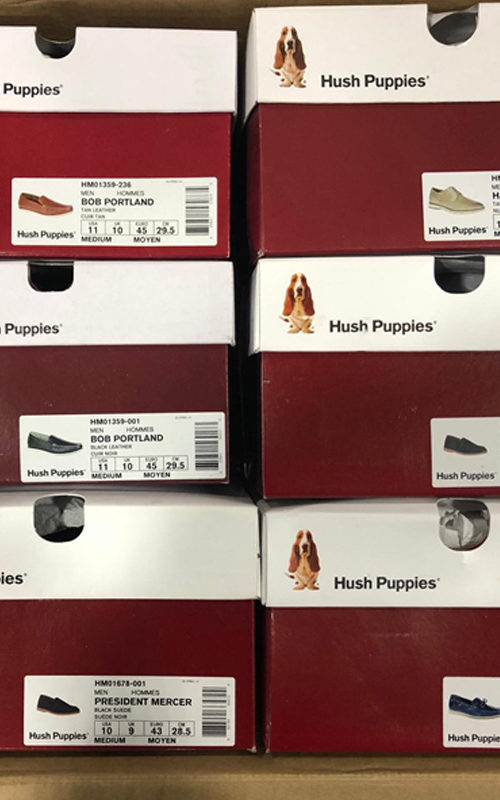 Puppies®
HM01359-236
MEN HOMMES
BOB PORTLAND
TAN LEATHER
CUIR TAN
USA UK EURO CM
11 10 45 29.5
MEDIUM MOYEN
Hush Puppies®
Hush Puppies®
Hush Puppies®
Puppies®
HM01359-001
MEN HOMMES
BOB PORTLAND
BLACK LEATHER
CUIR NOIR
USA UK EURO CM
11 10 45 29.5
MEDIUM MOYEN
Hush Puppies®
Hush Puppies®
Hush Puppies®
ies®
HM01678-001
MEN HOMMES
PRESIDENT MERCER
BLACK SUEDE
SUEDE NOIR
USA UK EURO CM
10 9 43 28.5
MEDIUM MOYEN
Hush Puppies®
Hush Puppies®
Hush Puppies